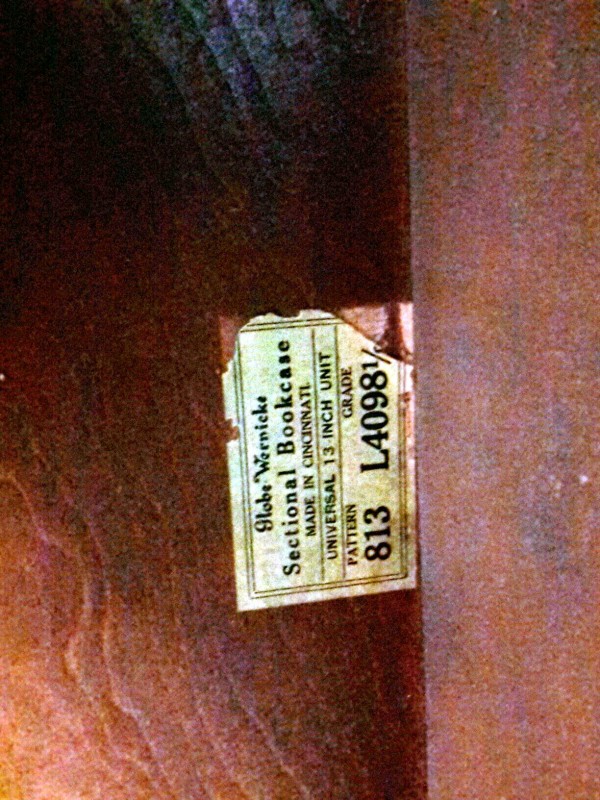 Globe-Wernicke
Sectional Bookcase
MADE IN CINCINNATI
UNIVERSAL 13 INCH UNIT
PATTERN GRADE
813 L4098½